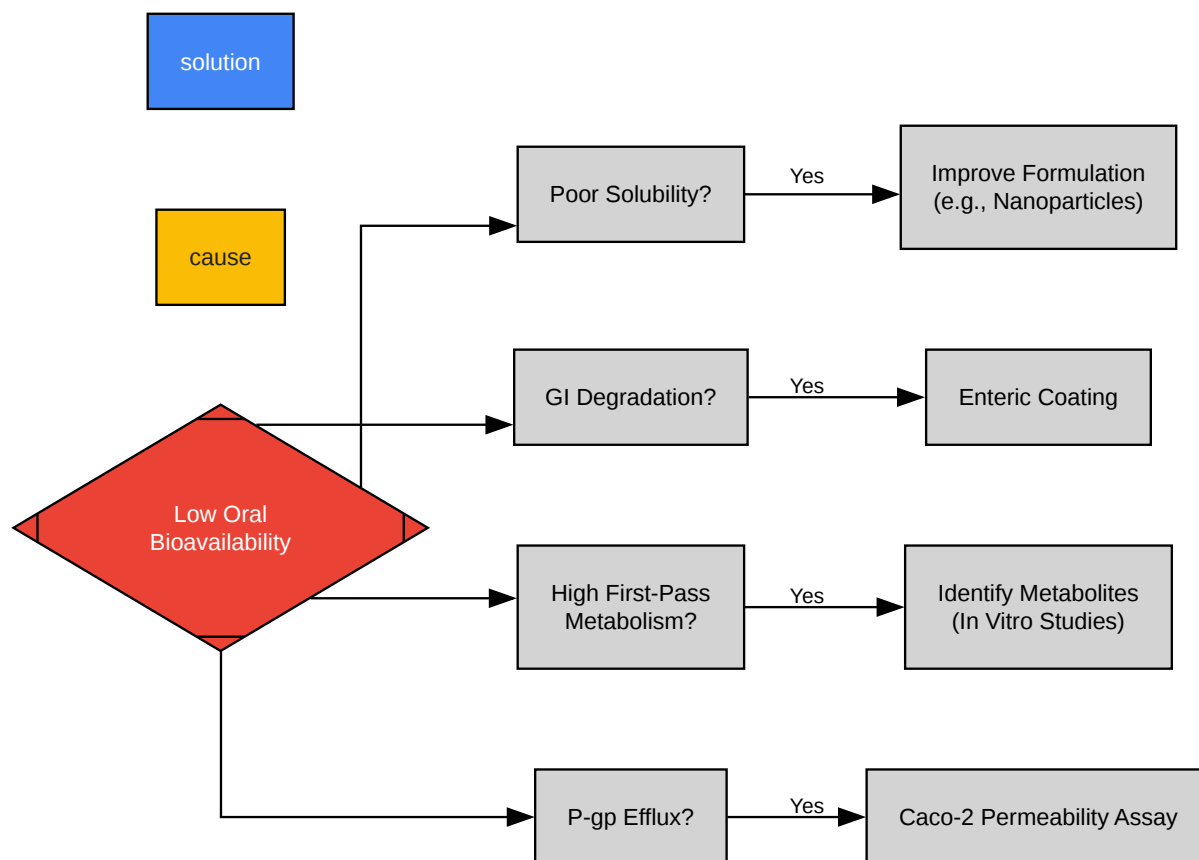 solution
cause
Low Oral
Bioavailability
Poor Solubility?
Yes
Improve Formulation
(e.g., Nanoparticles)
GI Degradation?
Yes
Enteric Coating
High First-Pass
Metabolism?
Yes
Identify Metabolites
(In Vitro Studies)
P-gp Efflux?
Yes
Caco-2 Permeability Assay